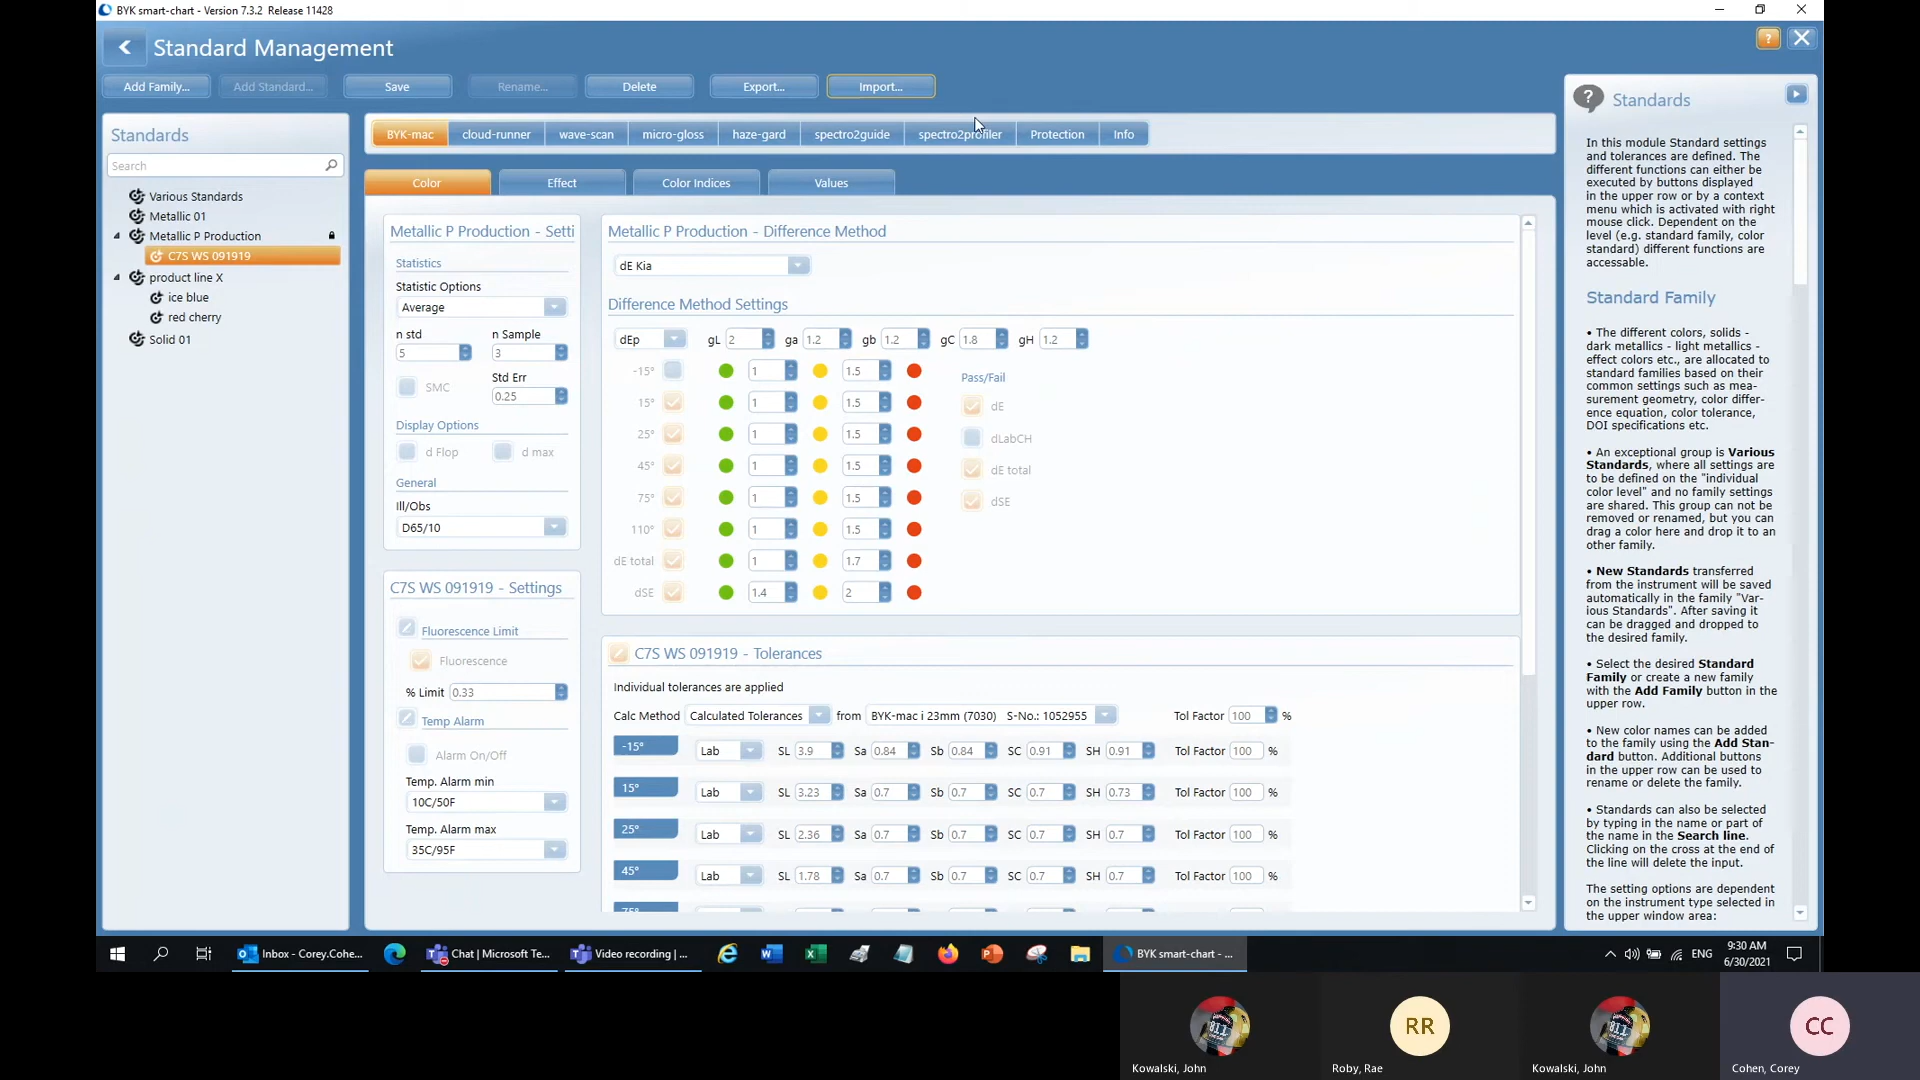 BYK smart-chart - Version 7.3.2 Release 11428
Standard Management
Add Family...
Add Standard...
Save
Rename...
Delete
Export...
Import...
?
Standards
Search
Various Standards
Metallic 01
Metallic P Production
C7S WS 091919
product line X
ice blue
red cherry
Solid 01
BYK-mac
cloud-runner
wave-scan
micro-gloss
haze-gard
spectro2guide
spectro2profiler
Protection
Info
Color
Effect
Color Indices
Values
Metallic P Production - Setti
Statistics
Statistic Options
Average
n std
n Sample
5
3
SMC
Std Err
0.25
Display Options
d Flop
d max
General
Ill/Obs
D65/10
C7S WS 091919 - Settings
Fluorescence Limit
Fluorescence
% Limit 0.33
Temp Alarm
Alarm On/Off
Temp. Alarm min
10C/50F
Temp. Alarm max
35C/95F
Metallic P Production - Difference Method
dE Kia
Difference Method Settings
dEp gL 2 ga 1.2 gb 1.2 gC 1.8 gH 1.2
-15° 1 1.5
15° 1 1.5
25° 1 1.5
45° 1 1.5
75° 1 1.5
110° 1 1.5
dE total 1 1.7
dSE 1.4 2
Pass/Fail
dE
dLabCH
dE total
dSE
C7S WS 091919 - Tolerances
Individual tolerances are applied
Calc Method Calculated Tolerances from BYK-mac i 23mm (7030) S-No.: 1052955 Tol Factor 100 %
-15° Lab SL 3.9 Sa 0.84 Sb 0.84 SC 0.91 SH 0.91 Tol Factor 100 %
15° Lab SL 3.23 Sa 0.7 Sb 0.7 SC 0.7 SH 0.73 Tol Factor 100 %
25° Lab SL 2.36 Sa 0.7 Sb 0.7 SC 0.7 SH 0.7 Tol Factor 100 %
45° Lab SL 1.78 Sa 0.7 Sb 0.7 SC 0.7 SH 0.7 Tol Factor 100 %
75°
? Standards
In this module Standard settings
and tolerances are defined. The
different functions can either be
executed by buttons displayed
in the upper row or by a context
menu which is activated with right
mouse click. Dependent on the
level (e.g. standard family, color
standard) different functions are
accessable.
Standard Family
• The different colors, solids -
dark metallics - light metallics -
effect colors etc., are allocated to
standard families based on their
common settings such as mea-
surement geometry, color differ-
ence equation, color tolerance,
DOI specifications etc.
• An exceptional group is Various
Standards, where all settings are
to be defined on the "individual
color level" and no family settings
are shared. This group can not be
removed or renamed, but you can
drag a color here and drop it to an
other family.
• New Standards transferred
from the instrument will be saved
automatically in the family "Var-
ious Standards". After saving it
can be dragged and dropped to
the desired family.
• Select the desired Standard
Family or create a new family
with the Add Family button in the
upper row.
• New color names can be added
to the family using the Add Stan-
dard button. Additional buttons
in the upper row can be used to
rename or delete the family.
• Standards can also be selected
by typing in the name or part of
the name in the Search line.
Clicking on the cross at the end of
the line will delete the input.
The setting options are dependent
on the instrument type selected in
the upper window area:
Inbox - Corey.Cohe...
Chat | Microsoft Te...
Video recording | ...
BYK smart-chart - ...
ENG
9:30 AM
6/30/2021
811
RR
811
CC
Kowalski, John
Roby, Rae
Kowalski, John
Cohen, Corey